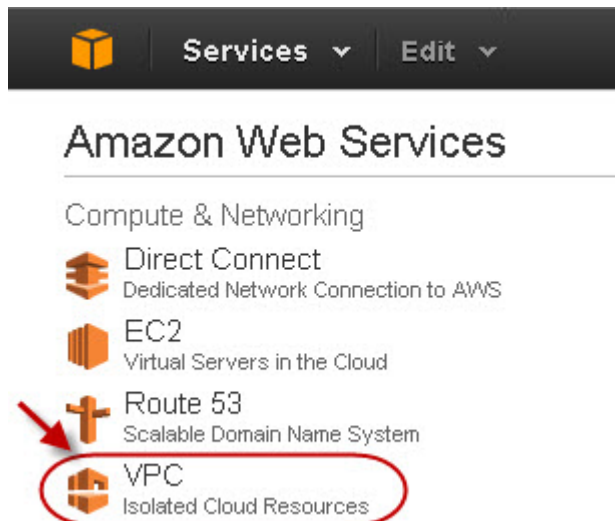 Services Edit
Amazon Web Services
Compute & Networking
Direct Connect
Dedicated Network Connection to AWS
EC2
Virtual Servers in the Cloud
Route 53
Scalable Domain Name System
VPC
Isolated Cloud Resources